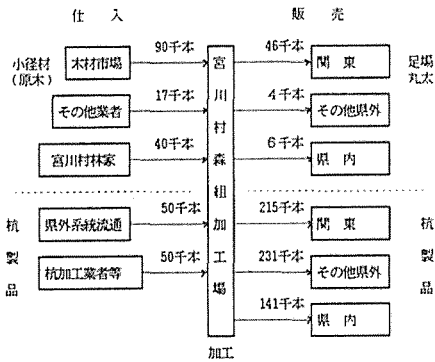 仕入
販売
小径材
(原木)
木材市場
90千本
その他業者
17千本
宮川村林家
40千本
杭製品
県外系統流通
50千本
杭加工業者等
50千本
宮川村森組加工場
加工
46千本
関東
足場
丸太
4千本
その他県外
6千本
県内
215千本
関東
杭製品
231千本
その他県外
141千本
県内